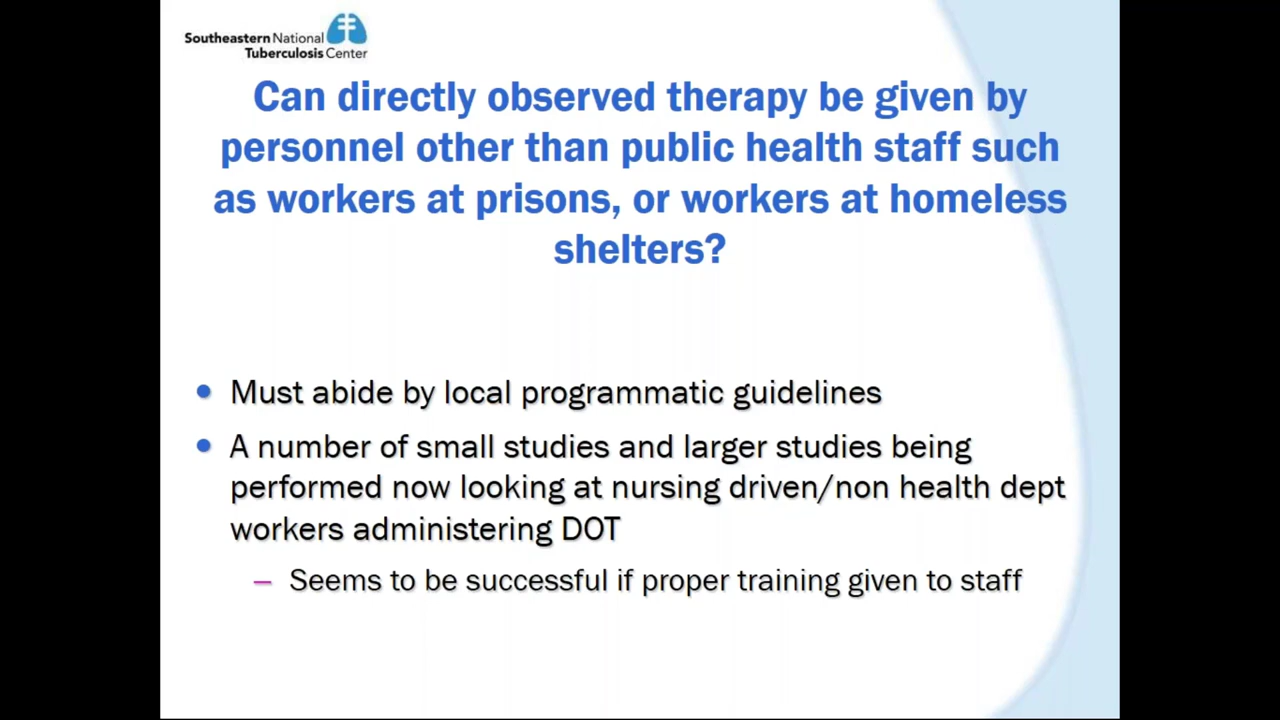 Southeastern National
Tuberculosis Center
Can directly observed therapy be given by
personnel other than public health staff such
as workers at prisons, or workers at homeless
shelters?
• Must abide by local programmatic guidelines
• A number of small studies and larger studies being
performed now looking at nursing driven/non health dept
workers administering DOT
– Seems to be successful if proper training given to staff